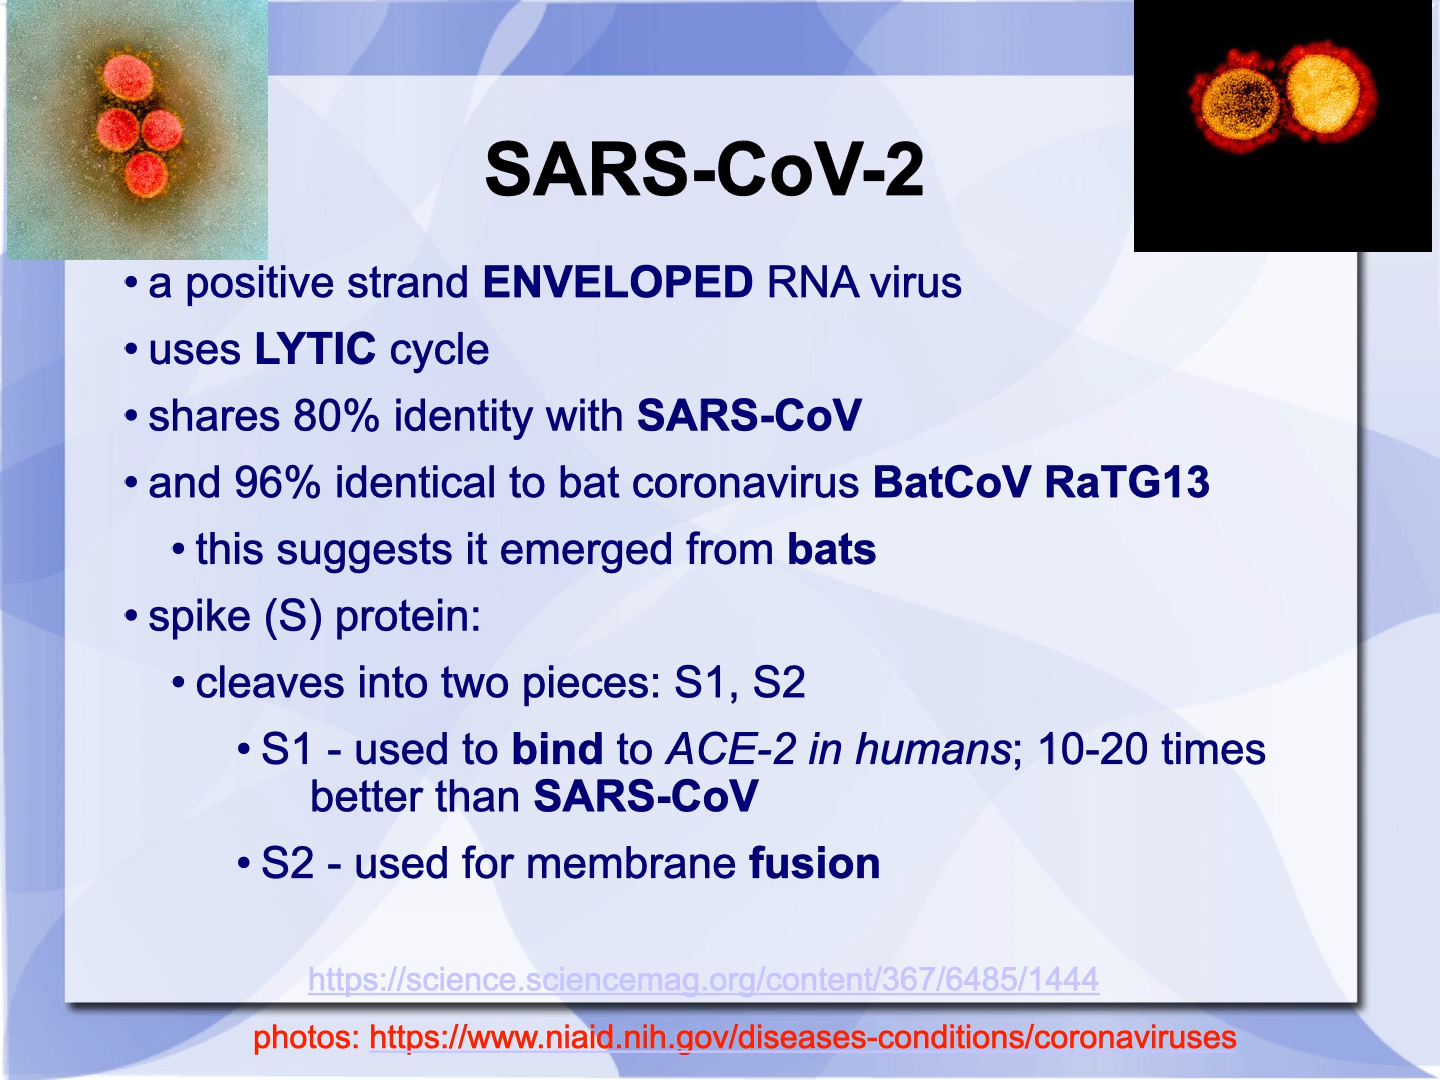 SARS-CoV-2
• a positive strand ENVELOPED RNA virus
• uses LYTIC cycle
• shares 80% identity with SARS-CoV
• and 96% identical to bat coronavirus BatCoV RaTG13
• this suggests it emerged from bats
• spike (S) protein:
• cleaves into two pieces: S1, S2
• S1 - used to bind to ACE-2 in humans; 10-20 times
better than SARS-CoV
• S2 - used for membrane fusion
https://science.sciencemag.org/content/367/6485/1444
photos: https://www.niaid.nih.gov/diseases-conditions/coronaviruses